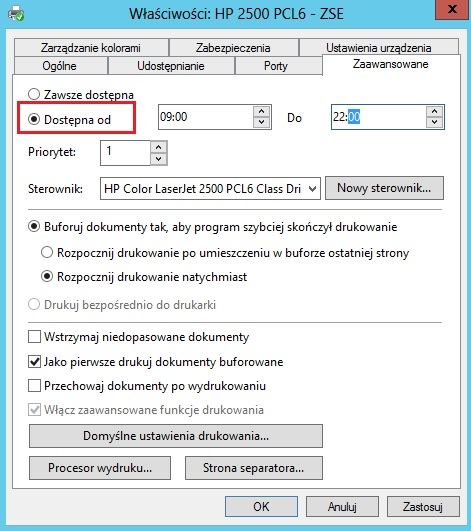 Właściwości: HP 2500 PCL6 - ZSE
x
Zarządzanie kolorami Zabezpieczenia Ustawienia urządzenia
Ogólne Udostępnianie Porty Zaawansowane
Zawsze dostępna
Dostępna od 09:00 Do 22:00
Priorytet: 1
Sterownik: HP Color LaserJet 2500 PCL6 Class Dri Nowy sterownik...
Buforuj dokumenty tak, aby program szybciej skończył drukowanie
Rozpocznij drukowanie po umieszczeniu w buforze ostatniej strony
Rozpocznij drukowanie natychmiast
Drukuj bezpośrednio do drukarki
Wstrzymaj niedopasowane dokumenty
Jako pierwsze drukuj dokumenty buforowane
Przechowaj dokumenty po wydrukowaniu
Włącz zaawansowane funkcje drukowania
Domyślne ustawienia drukowania...
Procesor wydruku... Strona separatora...
OK Anuluj Zastosuj